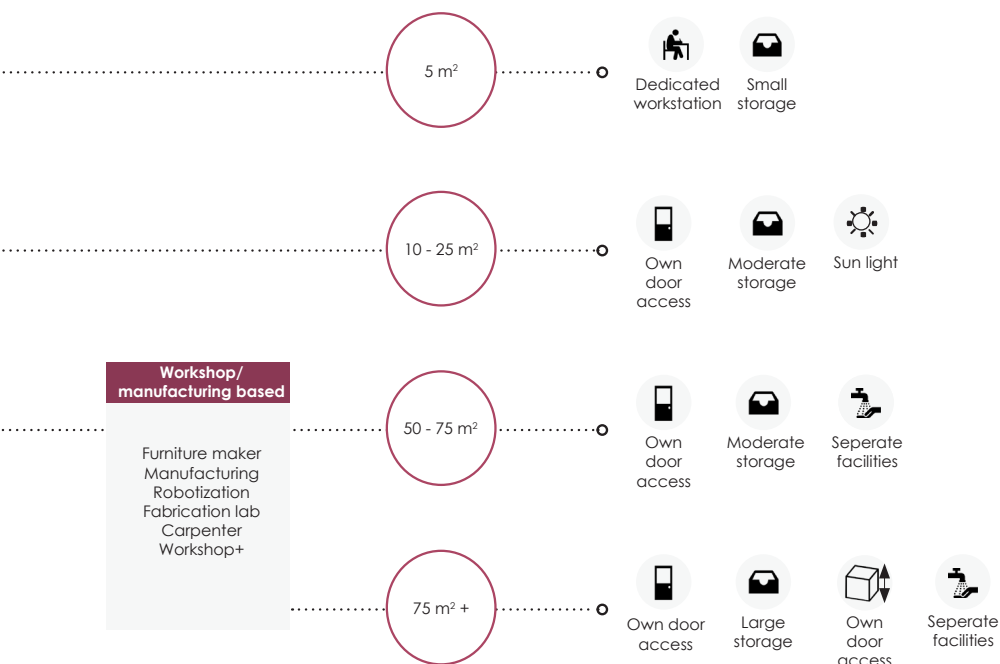 5 m²
Dedicated
workstation
Small
storage
10 - 25 m²
Own
door
access
Moderate
storage
Sun light
Workshop/
manufacturing based
Furniture maker
Manufacturing
Robotization
Fabrication lab
Carpenter
Workshop+
50 - 75 m²
Own
door
access
Moderate
storage
Seperate
facilities
75 m² +
Own door
access
Large
storage
Own
door
access
Seperate
facilities